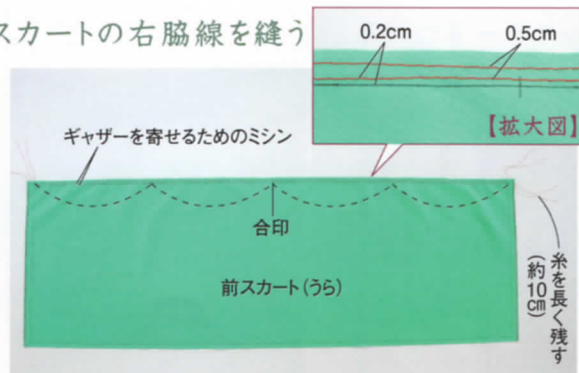 スカートの右脇線を縫う
0.2cm
0.5cm
【拡大図】
ギャザーを寄せるためのミシン
合印
前スカート(うら)
糸を長く残す
(約10cm)